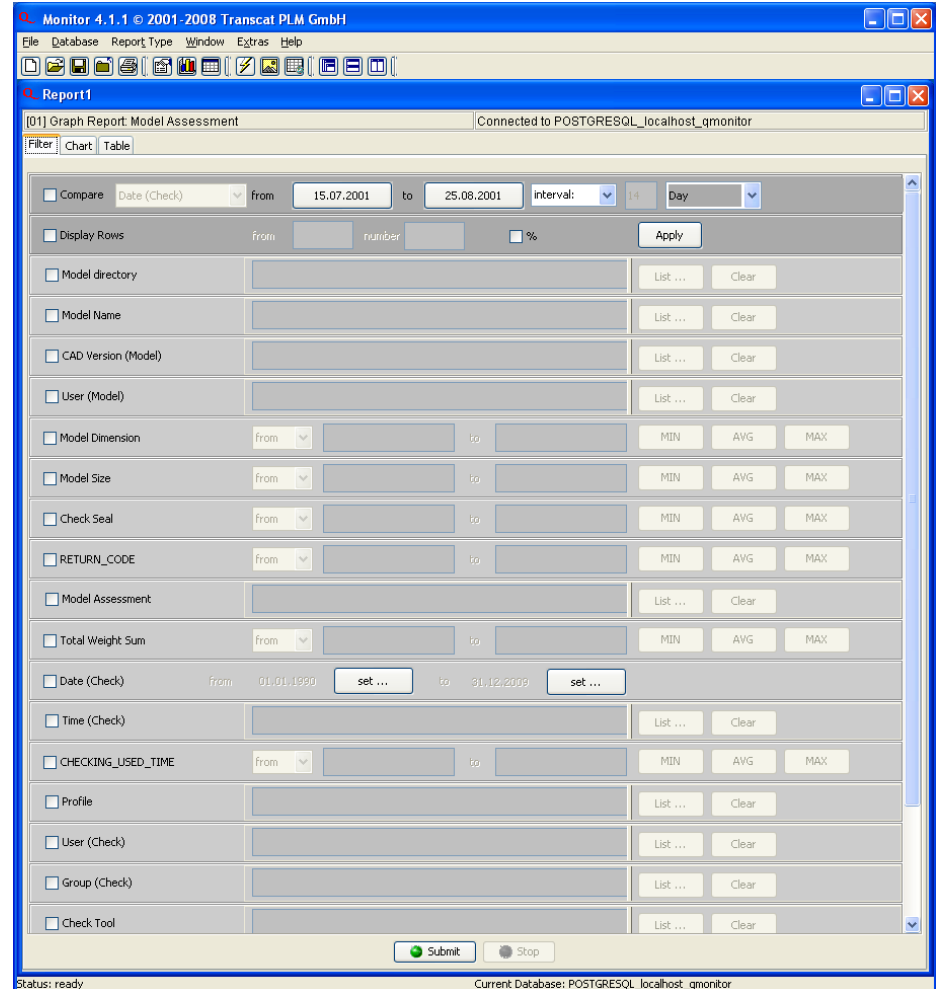 Monitor 4.1.1 © 2001-2008 Transcat PLM GmbH
File Database Report Type Window Extras Help
Report1
[01] Graph Report: Model Assessment Connected to POSTGRESQL_localhost_qmonitor
Filter Chart Table
Compare Date (Check) from 15.07.2001 to 25.08.2001 interval: 14 Day
Display Rows from number % Apply
Model directory List ... Clear
Model Name List ... Clear
CAD Version (Model) List ... Clear
User (Model) List ... Clear
Model Dimension from to MIN AVG MAX
Model Size from to MIN AVG MAX
Check Seal from to MIN AVG MAX
RETURN_CODE from to MIN AVG MAX
Model Assessment List ... Clear
Total Weight Sum from to MIN AVG MAX
Date (Check) from 01.01.1990 set ... to 31.12.2009 set ...
Time (Check) List ... Clear
CHECKING_USED_TIME from to MIN AVG MAX
Profile List ... Clear
User (Check) List ... Clear
Group (Check) List ... Clear
Check Tool List ... Clear
Submit Stop
Status: ready Current Database: POSTGRESQL_localhost_qmonitor